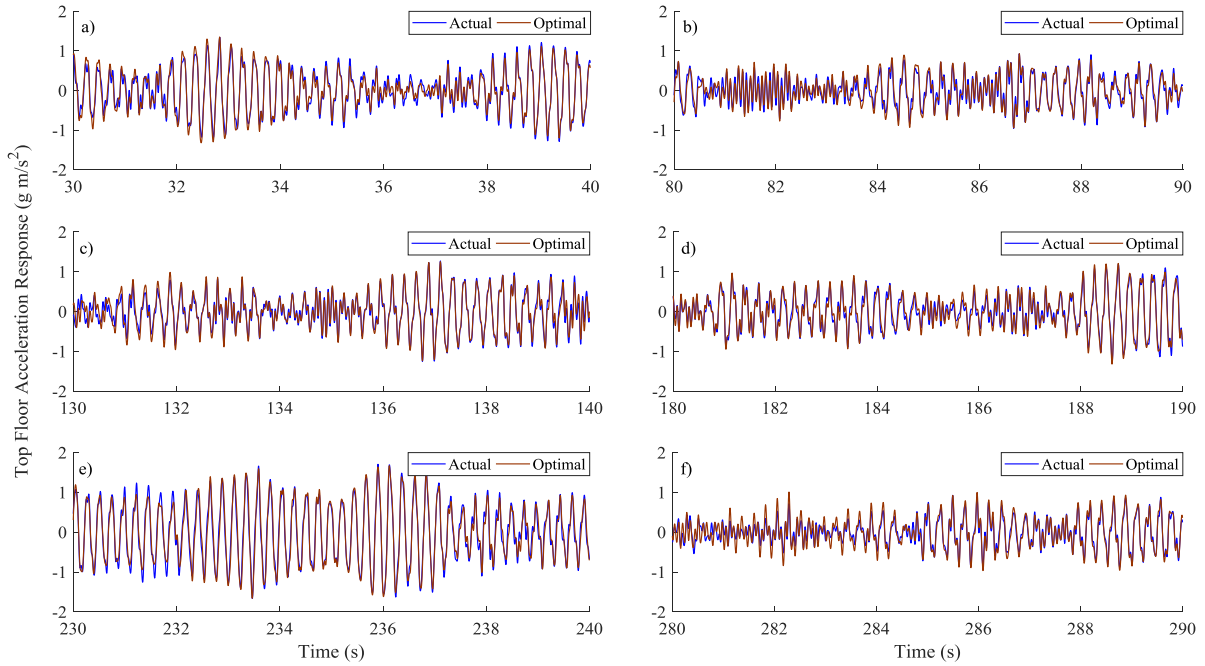 Top Floor Acceleration Response (g m/s²)
a)
Actual Optimal
2
1
0
-1
-2
30 32 34 36 38 40
b)
Actual Optimal
2
1
0
-1
-2
80 82 84 86 88 90
c)
Actual Optimal
2
1
0
-1
-2
130 132 134 136 138 140
d)
Actual Optimal
2
1
0
-1
-2
180 182 184 186 188 190
e)
Actual Optimal
2
1
0
-1
-2
230 232 234 236 238 240
Time (s)
f)
Actual Optimal
2
1
0
-1
-2
280 282 284 286 288 290
Time (s)